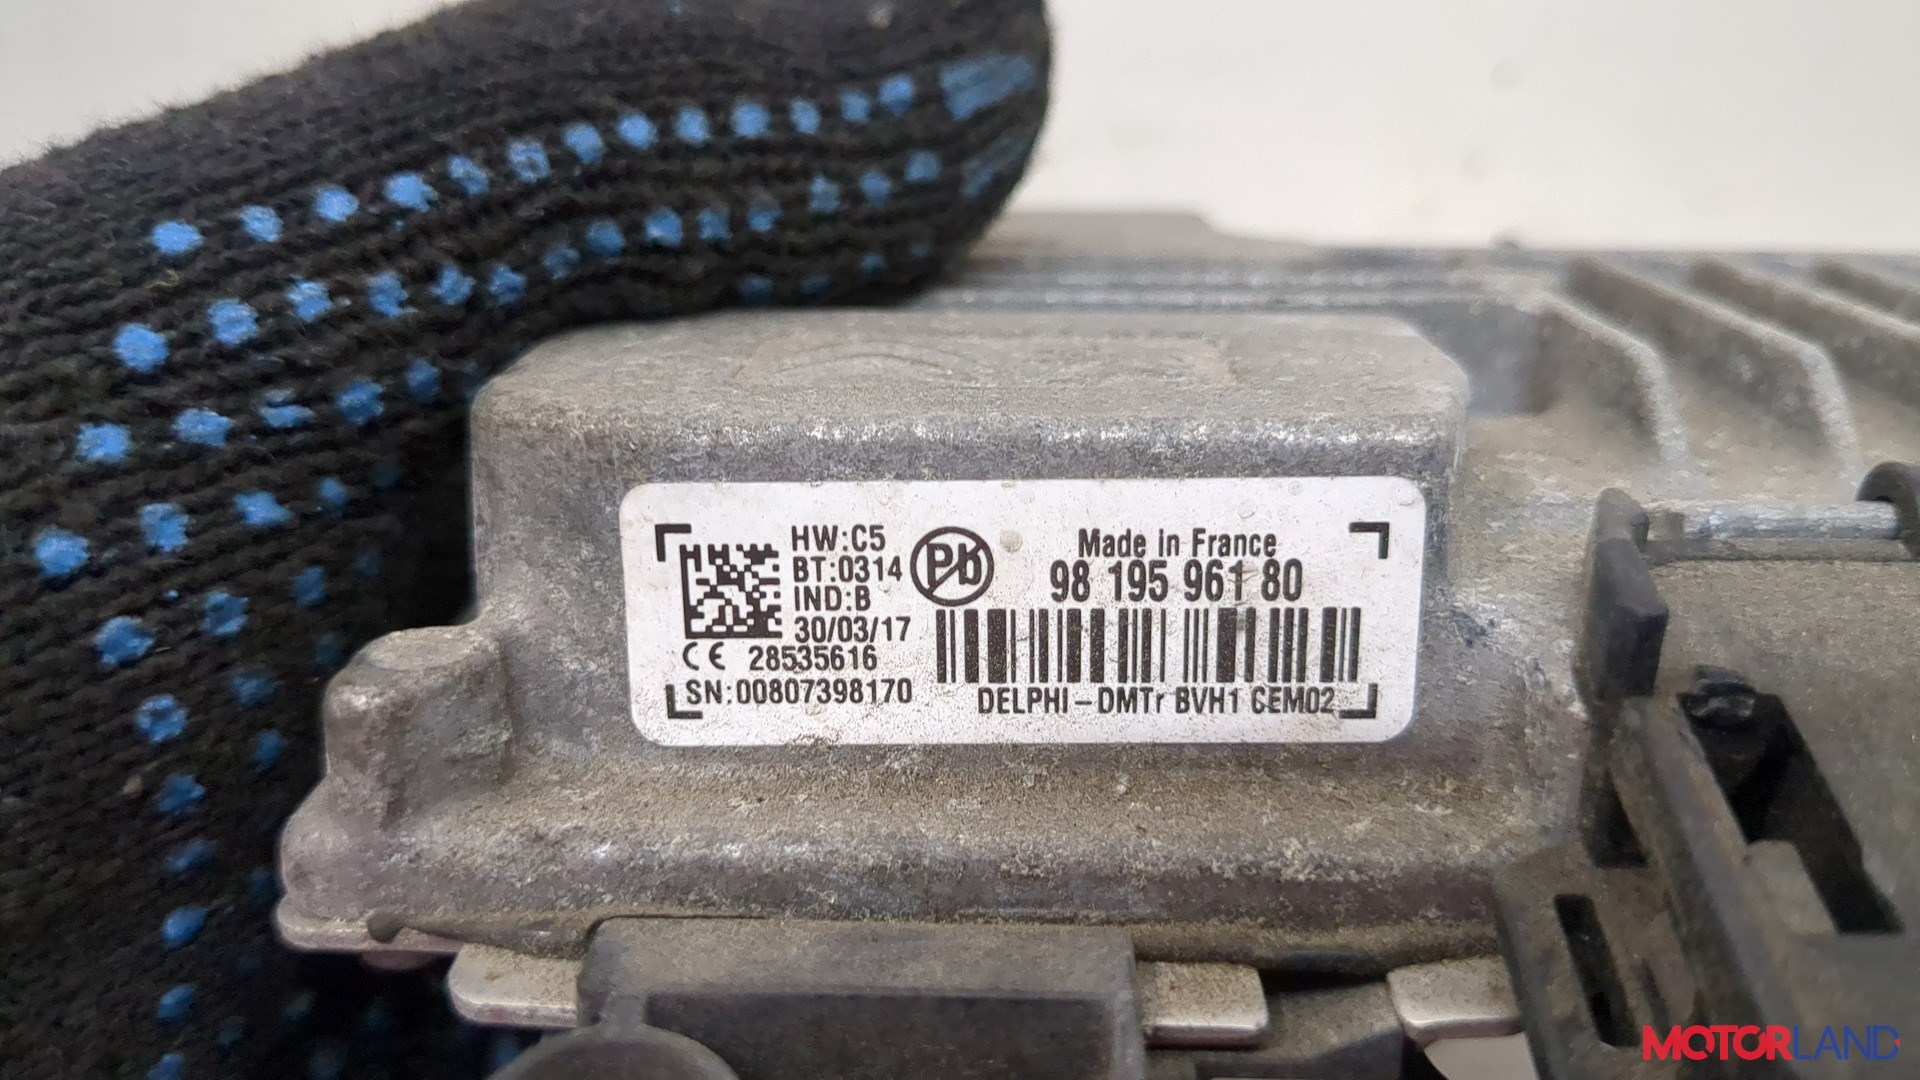 HW:C5
BT:0314
IND:B
30/03/17
CE 28535616
SN:00807398170
Pb
Made in France
98 195 961 80
DELPHI-DMTr BVH1 CEM02
MOTORLAND